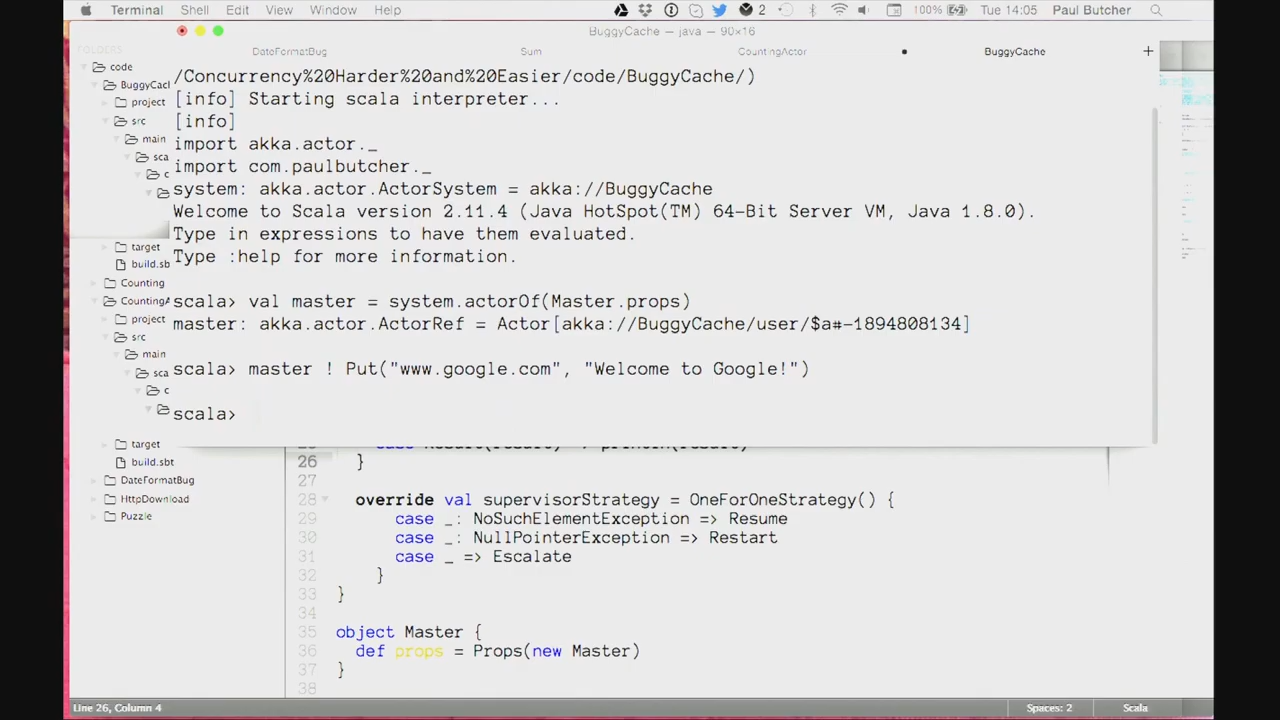 Terminal Shell Edit View Window Help 2 100% Tue 14:05 Paul Butcher
BuggyCache — java — 90×16
FOLDERS
DateFormatBug Sum CountingActor BuggyCache +
code
BuggyCacl
project
src
main
sca
c
target
build.sb
Counting
CountingA
project
src
main
sca
c
target
build.sbt
DateFormatBug
HttpDownload
Puzzle
/Concurrency%20Harder%20and%20Easier/code/BuggyCache/)
[info] Starting scala interpreter...
[info]
import akka.actor._
import com.paulbutcher._
system: akka.actor.ActorSystem = akka://BuggyCache
Welcome to Scala version 2.11.4 (Java HotSpot(TM) 64-Bit Server VM, Java 1.8.0).
Type in expressions to have them evaluated.
Type :help for more information.
scala> val master = system.actorOf(Master.props)
master: akka.actor.ActorRef = Actor[akka://BuggyCache/user/$a#-1894808134]
scala> master ! Put("www.google.com", "Welcome to Google!")
scala>
26 }
27
28 override val supervisorStrategy = OneForOneStrategy() {
29 case _: NoSuchElementException => Resume
30 case _: NullPointerException => Restart
31 case _ => Escalate
32 }
33 }
34
35 object Master {
36 def props = Props(new Master)
37 }
38
Line 26, Column 4 Spaces: 2 Scala